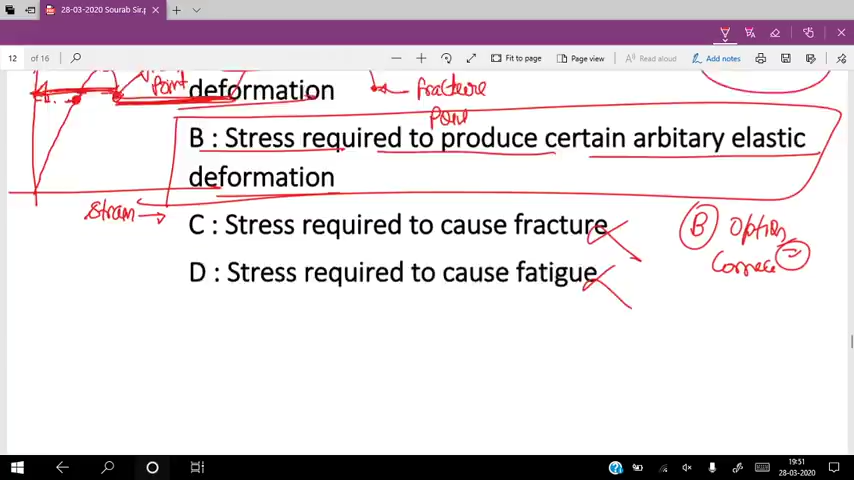 28-03-2020 Sourab Sir.p
12 of 16
Fit to page
Page view
Read aloud
Add notes
Point
deformation
fracture
Point
B : Stress required to produce certain arbitary elastic
deformation
Strain
C : Stress required to cause fracture
B Option
D : Stress required to cause fatigue
19:51
28-03-2020